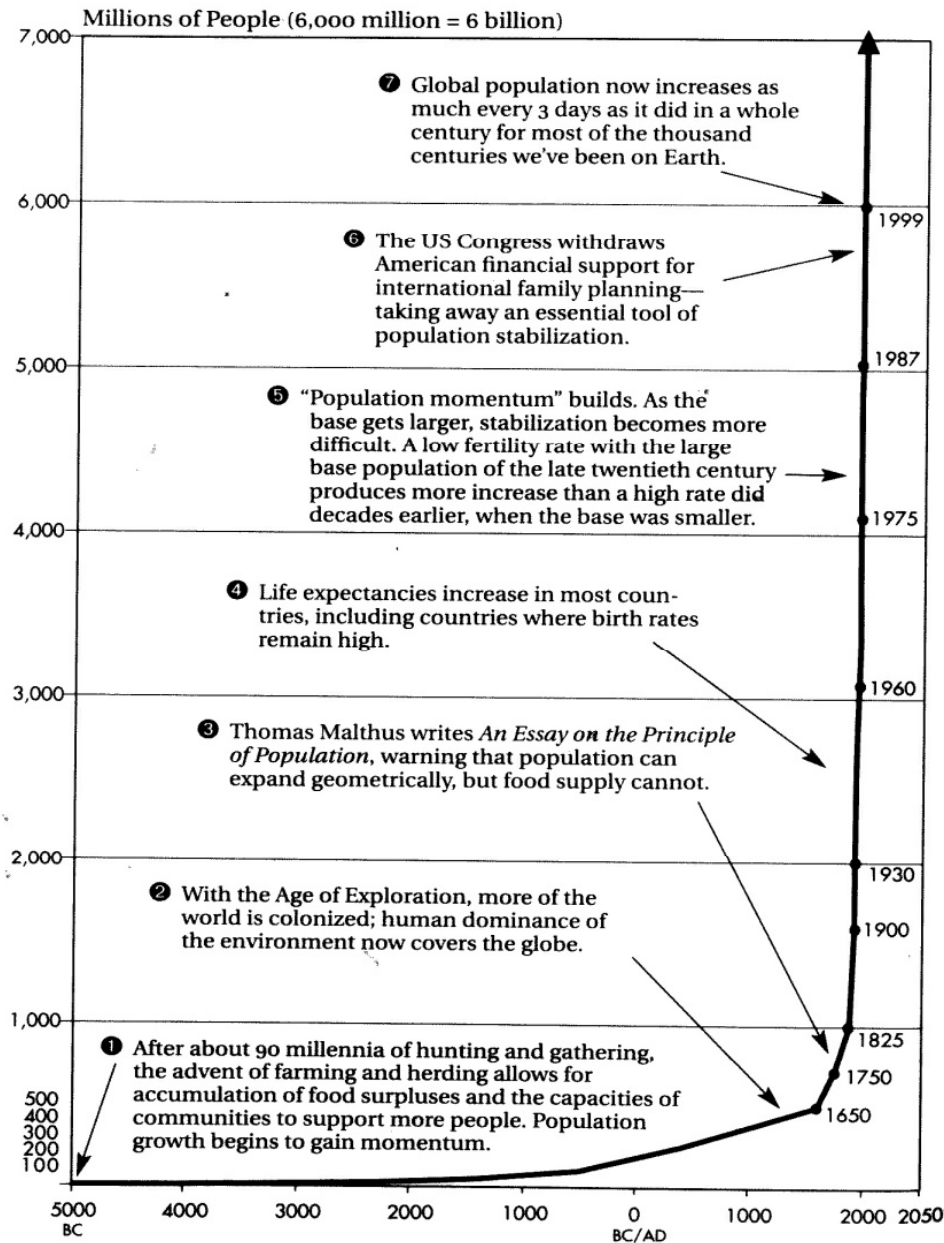 Millions of People (6,000 million = 6 billion)
7,000
❼ Global population now increases as
much every 3 days as it did in a whole
century for most of the thousand
centuries we've been on Earth.
6,000
1999
❻ The US Congress withdraws
American financial support for
international family planning—
taking away an essential tool of
population stabilization.
5,000
1987
❺ "Population momentum" builds. As the
base gets larger, stabilization becomes more
difficult. A low fertility rate with the large
base population of the late twentieth century
produces more increase than a high rate did
decades earlier, when the base was smaller.
1975
4,000
❹ Life expectancies increase in most coun-
tries, including countries where birth rates
remain high.
3,000
1960
❸ Thomas Malthus writes An Essay on the Principle
of Population, warning that population can
expand geometrically, but food supply cannot.
2,000
1930
❷ With the Age of Exploration, more of the
world is colonized; human dominance of
the environment now covers the globe.
1900
1,000
1825
❶ After about 90 millennia of hunting and gathering,
the advent of farming and herding allows for
accumulation of food surpluses and the capacities of
communities to support more people. Population
growth begins to gain momentum.
1750
1650
500
400
300
200
100
5000 4000 3000 2000 1000 0 1000 2000 2050
BC BC/AD